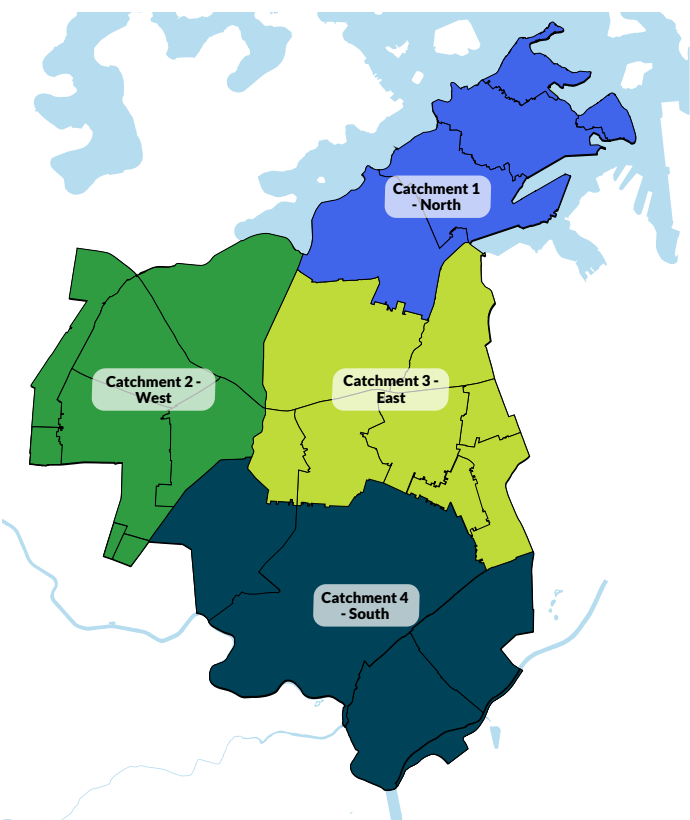 Catchment 1
- North
Catchment 2 -
West
Catchment 3 -
East
Catchment 4
- South